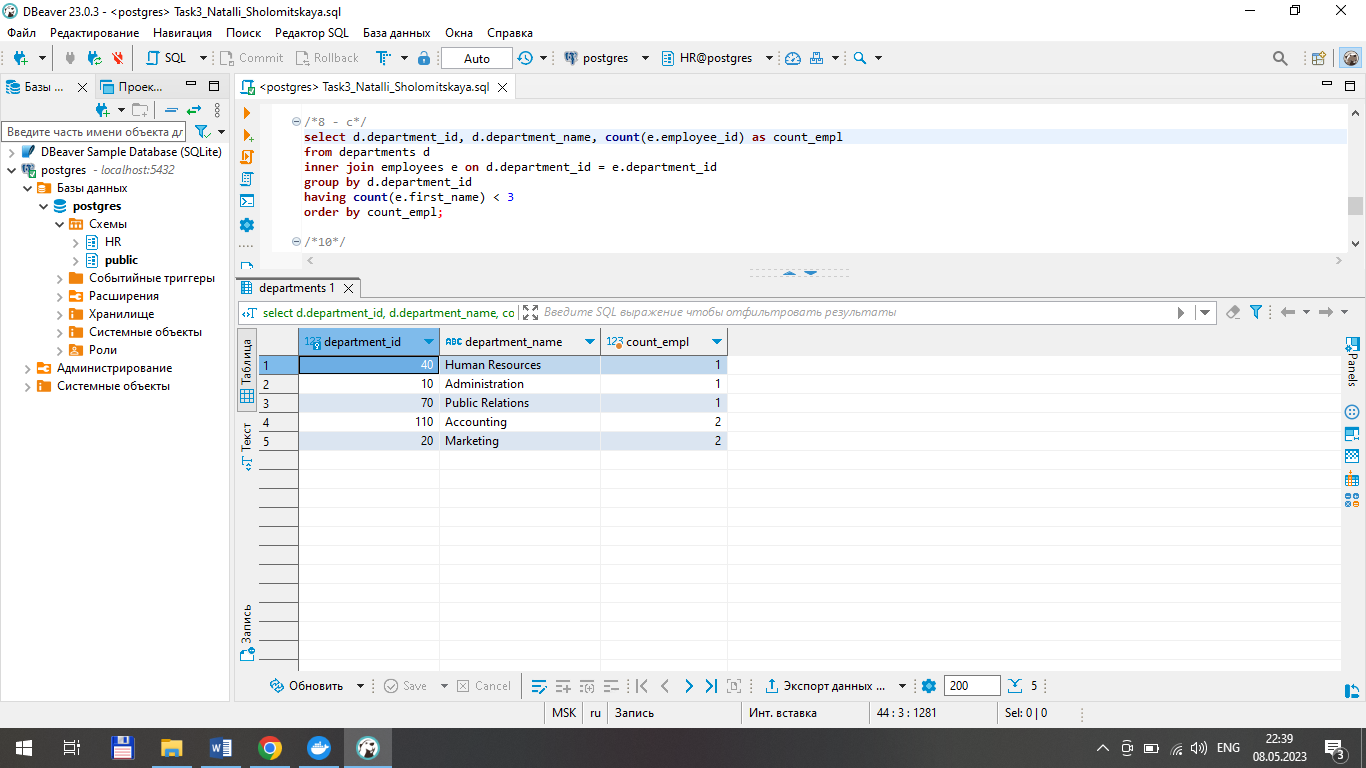 DBeaver 23.0.3 - <postgres> Task3_Natalli_Sholomitskaya.sql
Файл Редактирование Навигация Поиск Редактор SQL База данных Окна Справка
SQL Commit Rollback Auto postgres HR@postgres
Базы ... Проек...
<postgres> Task3_Natalli_Sholomitskaya.sql
Введите часть имени объекта дл
DBeaver Sample Database (SQLite)
postgres - localhost:5432
Базы данных
postgres
Схемы
HR
public
Событийные триггеры
Расширения
Хранилище
Системные объекты
Роли
Администрирование
Системные объекты
/*8 - c*/
select d.department_id, d.department_name, count(e.employee_id) as count_empl
from departments d
inner join employees e on d.department_id = e.department_id
group by d.department_id
having count(e.first_name) < 3
order by count_empl;
/*10*/
departments 1
select d.department_id, d.department_name, co
Введите SQL выражение чтобы отфильтровать результаты
Таблица
Текст
Запись
123 department_id ABC department_name 123 count_empl
1 40 Human Resources 1
2 10 Administration 1
3 70 Public Relations 1
4 110 Accounting 2
5 20 Marketing 2
Panels
Обновить Save Cancel Экспорт данных ... 200 5
MSK ru Запись Инт. вставка 44 : 3 : 1281 Sel: 0 | 0
ENG
22:39
08.05.2023
3